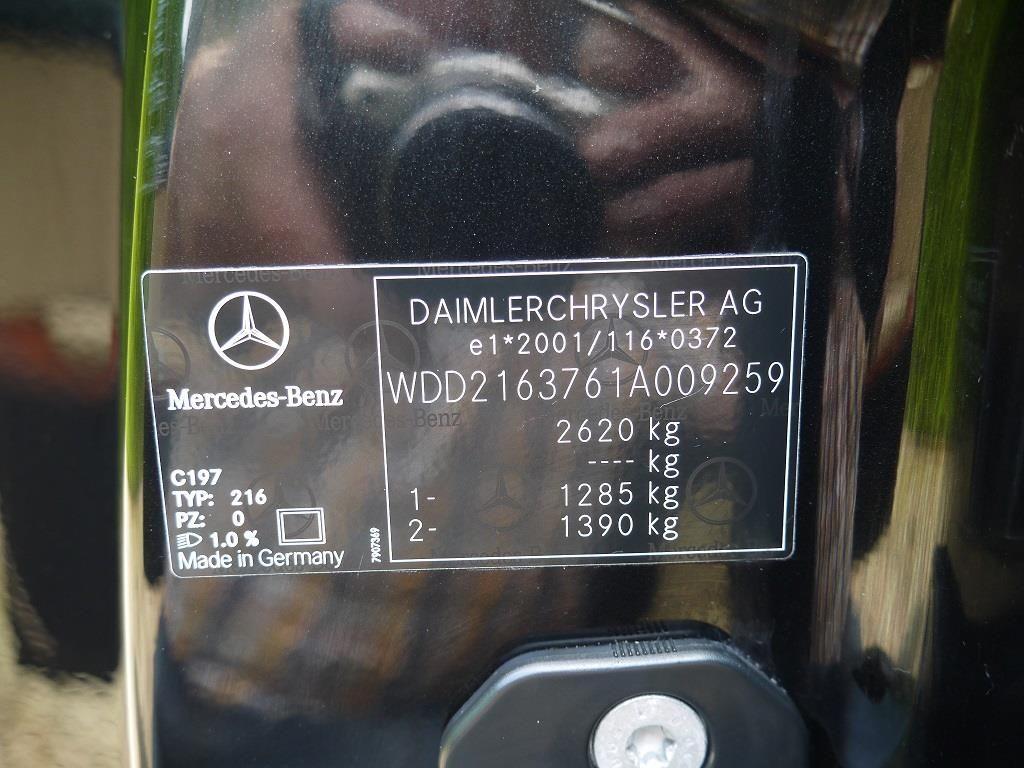 Mercedes-Benz
C197
TYP: 216
PZ: 0
1.0 %
Made in Germany
7907369
DAIMLERCHRYSLER AG
e1*2001/116*0372
WDD2163761A009259
2620 kg
---- kg
1- 1285 kg
2- 1390 kg